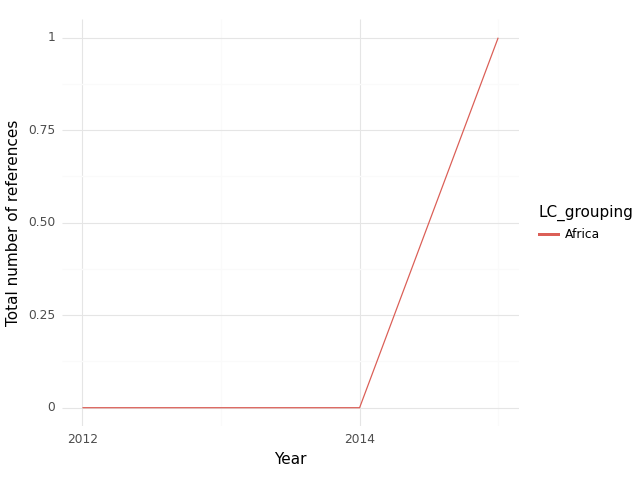 Total number of references
1
0.75
0.50
0.25
0
2012
2014
Year
LC_grouping
Africa